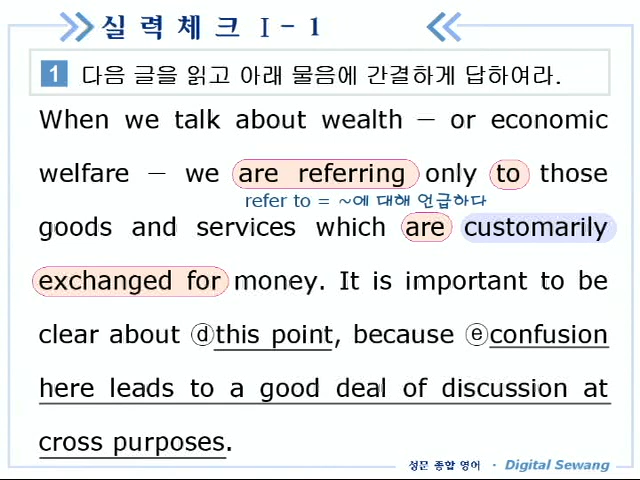 실력체크 I - 1
1 다음 글을 읽고 아래 물음에 간결하게 답하여라.
When we talk about wealth — or economic
welfare — we are referring only to those
refer to = ~에 대해 언급하다
goods and services which are customarily
exchanged for money. It is important to be
clear about ⓓthis point, because ⓔconfusion
here leads to a good deal of discussion at
cross purposes.
성문 종합 영어 · Digital Sewang